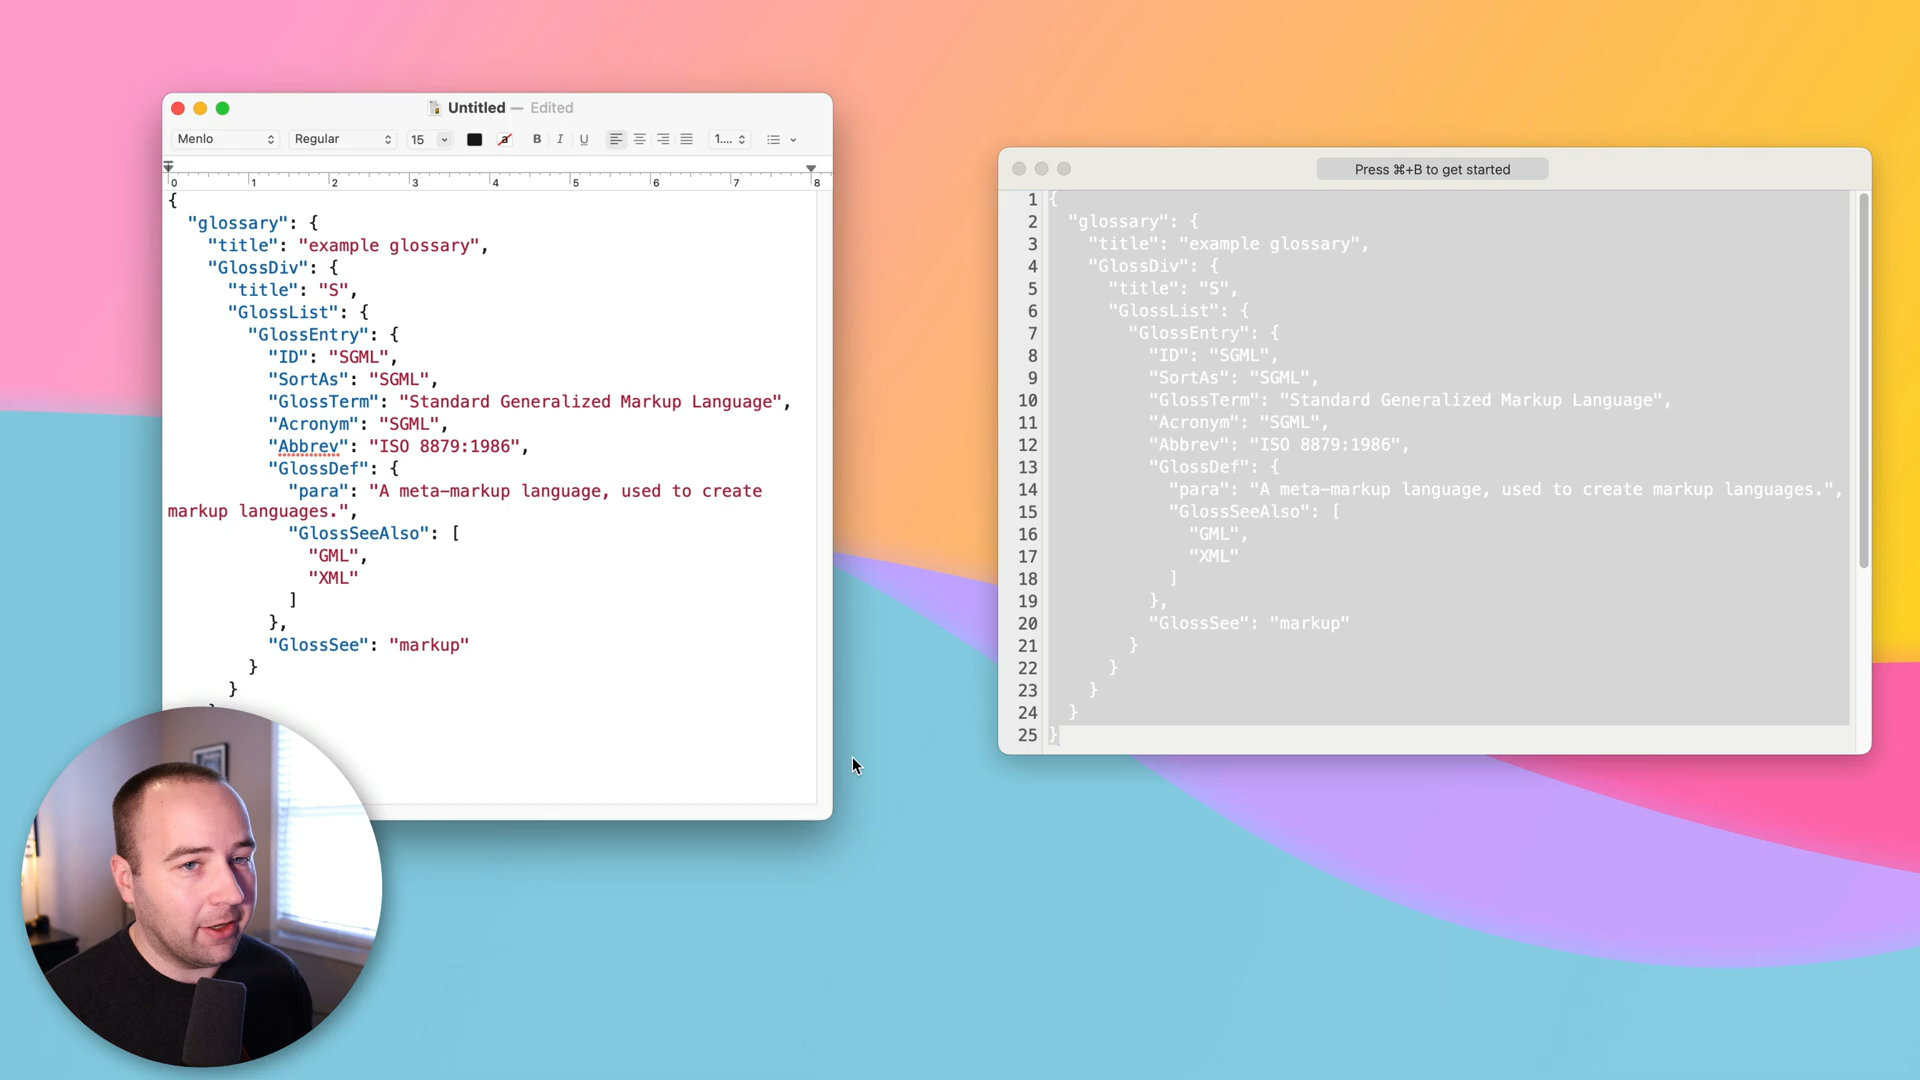 Untitled — Edited
Menlo Regular 15 a B I U 1....
0 1 2 3 4 5 6 7 8
{
"glossary": {
"title": "example glossary",
"GlossDiv": {
"title": "S",
"GlossList": {
"GlossEntry": {
"ID": "SGML",
"SortAs": "SGML",
"GlossTerm": "Standard Generalized Markup Language",
"Acronym": "SGML",
"Abbrev": "ISO 8879:1986",
"GlossDef": {
"para": "A meta-markup language, used to create
markup languages.",
"GlossSeeAlso": [
"GML",
"XML"
]
},
"GlossSee": "markup"
}
}
Press ⌘+B to get started
1 {
2 "glossary": {
3 "title": "example glossary",
4 "GlossDiv": {
5 "title": "S",
6 "GlossList": {
7 "GlossEntry": {
8 "ID": "SGML",
9 "SortAs": "SGML",
10 "GlossTerm": "Standard Generalized Markup Language",
11 "Acronym": "SGML",
12 "Abbrev": "ISO 8879:1986",
13 "GlossDef": {
14 "para": "A meta-markup language, used to create markup languages.",
15 "GlossSeeAlso": [
16 "GML",
17 "XML"
18 ]
19 },
20 "GlossSee": "markup"
21 }
22 }
23 }
24 }
25 }